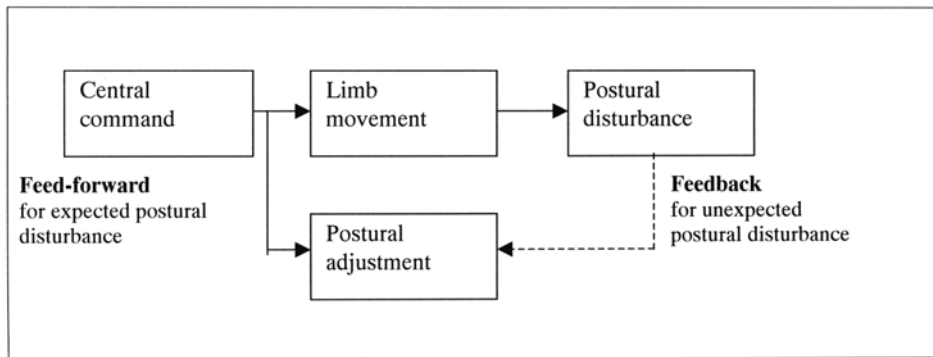 Central
command
Limb
movement
Postural
disturbance
Feed-forward
for expected postural
disturbance
Feedback
for unexpected
postural disturbance
Postural
adjustment